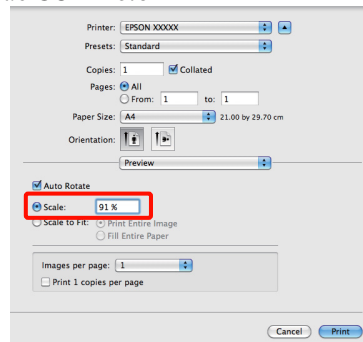 Printer: EPSON XXXXX
Presets: Standard
Copies: 1 Collated
Pages: All
From: 1 to: 1
Paper Size: A4 21.00 by 29.70 cm
Orientation:
Preview
Auto Rotate
Scale: 91 %
Scale to Fit: Print Entire Image
Fill Entire Paper
Images per page: 1
Print 1 copies per page
Cancel Print